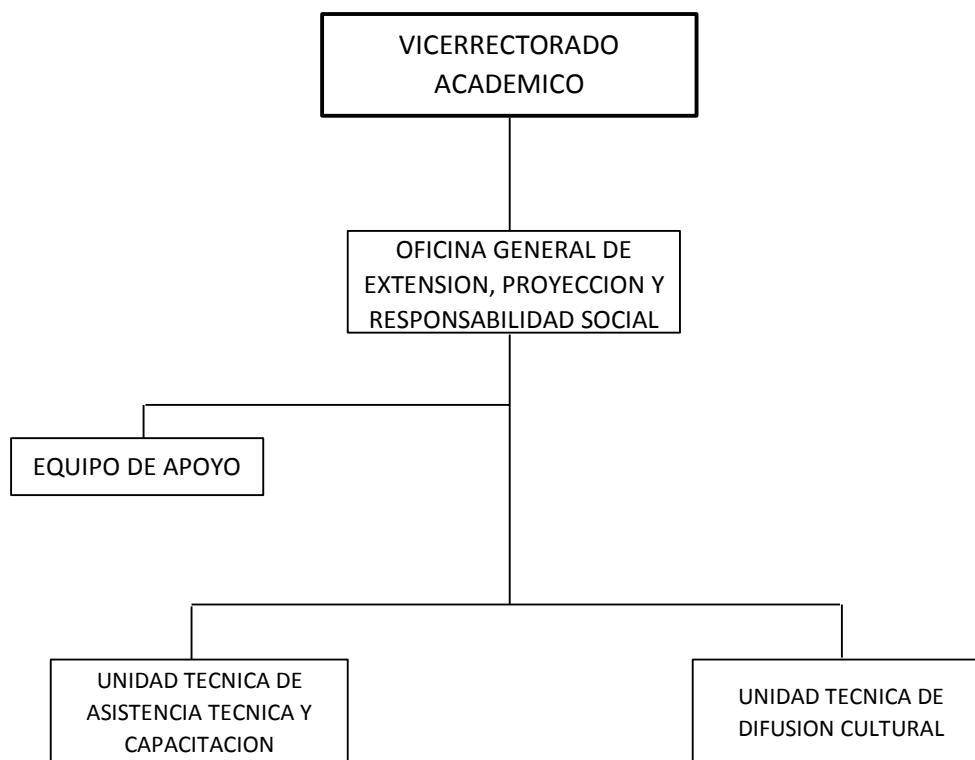 VICERRECTORADO
ACADEMICO
OFICINA GENERAL DE
EXTENSION, PROYECCION Y
RESPONSABILIDAD SOCIAL
EQUIPO DE APOYO
UNIDAD TECNICA DE
ASISTENCIA TECNICA Y
CAPACITACION
UNIDAD TECNICA DE
DIFUSION CULTURAL